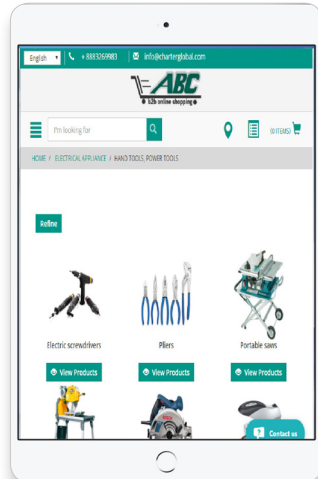 English
+ 8883269983
info@charterglobal.com
ABC
b2b online shopping
I'm looking for
(0 ITEMS)
HOME / ELECTRICAL APPLIANCE / HAND TOOLS, POWER TOOLS
Refine
Electric screwdrivers
Pliers
Portable saws
View Products
View Products
View Products
Contact us